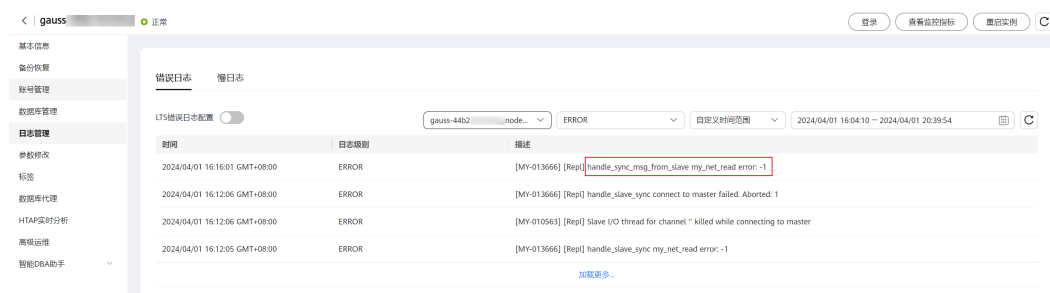 gauss
正常
登录
查看监控指标
重启实例
基本信息
备份恢复
账号管理
数据库管理
日志管理
参数修改
标签
数据库代理
HTAP实时分析
高级运维
智能DBA助手
错误日志 慢日志
LTS错误日志配置
gauss-44b2 node... ERROR 自定义时间范围 2024/04/01 16:04:10 — 2024/04/01 20:39:54
时间 日志级别 描述
2024/04/01 16:16:01 GMT+08:00 ERROR [MY-013666] [Repl] handle_sync_msg_from_slave my_net_read error: -1
2024/04/01 16:12:06 GMT+08:00 ERROR [MY-013666] [Repl] handle_slave_sync connect to master failed. Aborted: 1
2024/04/01 16:12:06 GMT+08:00 ERROR [MY-010563] [Repl] Slave I/O thread for channel '' killed while connecting to master
2024/04/01 16:12:05 GMT+08:00 ERROR [MY-013666] [Repl] handle_slave_sync my_net_read error: -1
加载更多...